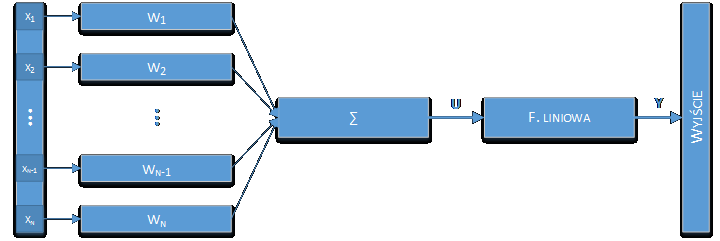 X1
W1
X2
W2
...
...
XN-1
WN-1
XN
WN
Σ
U
F. LINIOWA
Y
WYJŚCIE